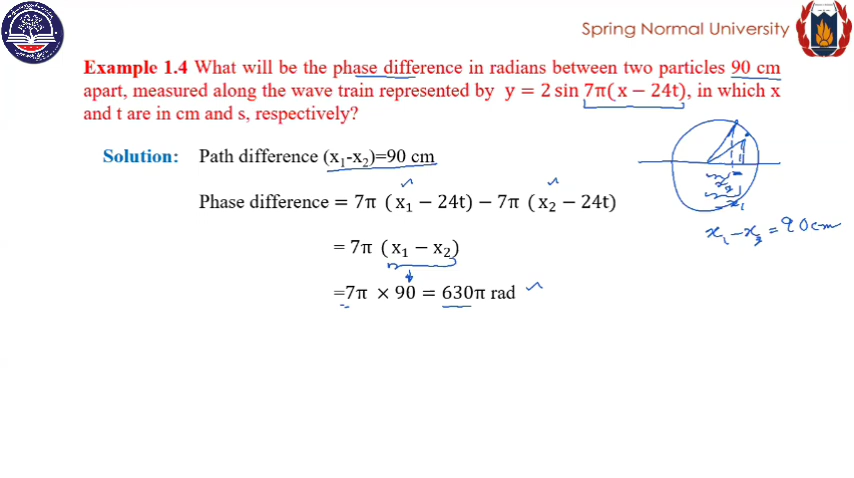 Spring Normal University
Example 1.4 What will be the phase difference in radians between two particles 90 cm
apart, measured along the wave train represented by y = 2 sin 7π(x − 24t), in which x
and t are in cm and s, respectively?
Solution: Path difference (x₁-x₂)=90 cm
Phase difference = 7π (x₁ − 24t) − 7π (x₂ − 24t)
= 7π (x₁ − x₂)
=7π × 90 = 630π rad
x₂
x₁
x₁ − x₂ = 90cm